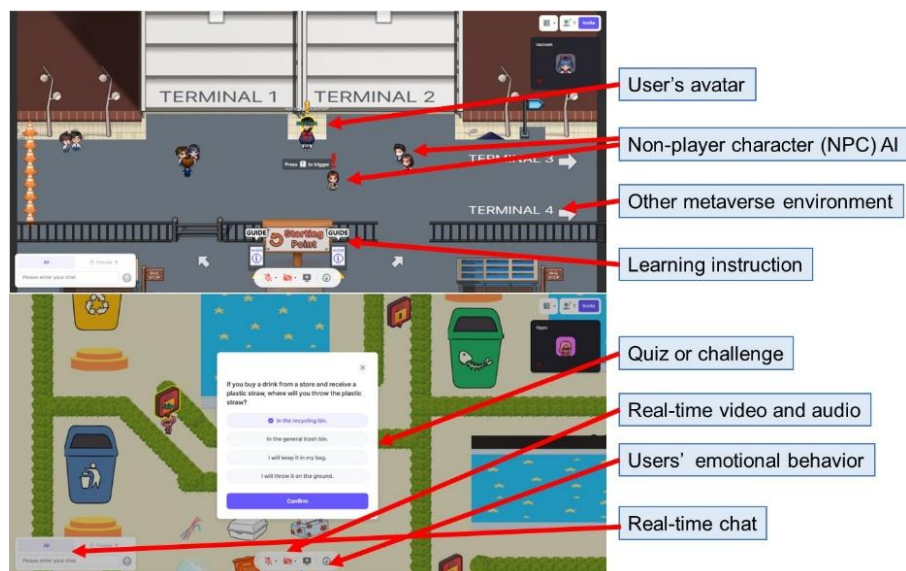 Invite
TERMINAL 1
TERMINAL 2
Press F to trigger
TERMINAL 3
TERMINAL 4
GUIDE
Starting
Point
GUIDE
All
Please enter your chat
User's avatar
Non-player character (NPC) AI
Other metaverse environment
Learning instruction
Invite
If you buy a drink from a store and receive a
plastic straw, where will you throw the plastic
straw?
In the recycling bin.
In the general trash bin.
I will keep it in my bag.
I will throw it on the ground.
Confirm
All
Please enter your chat
Quiz or challenge
Real-time video and audio
Users' emotional behavior
Real-time chat